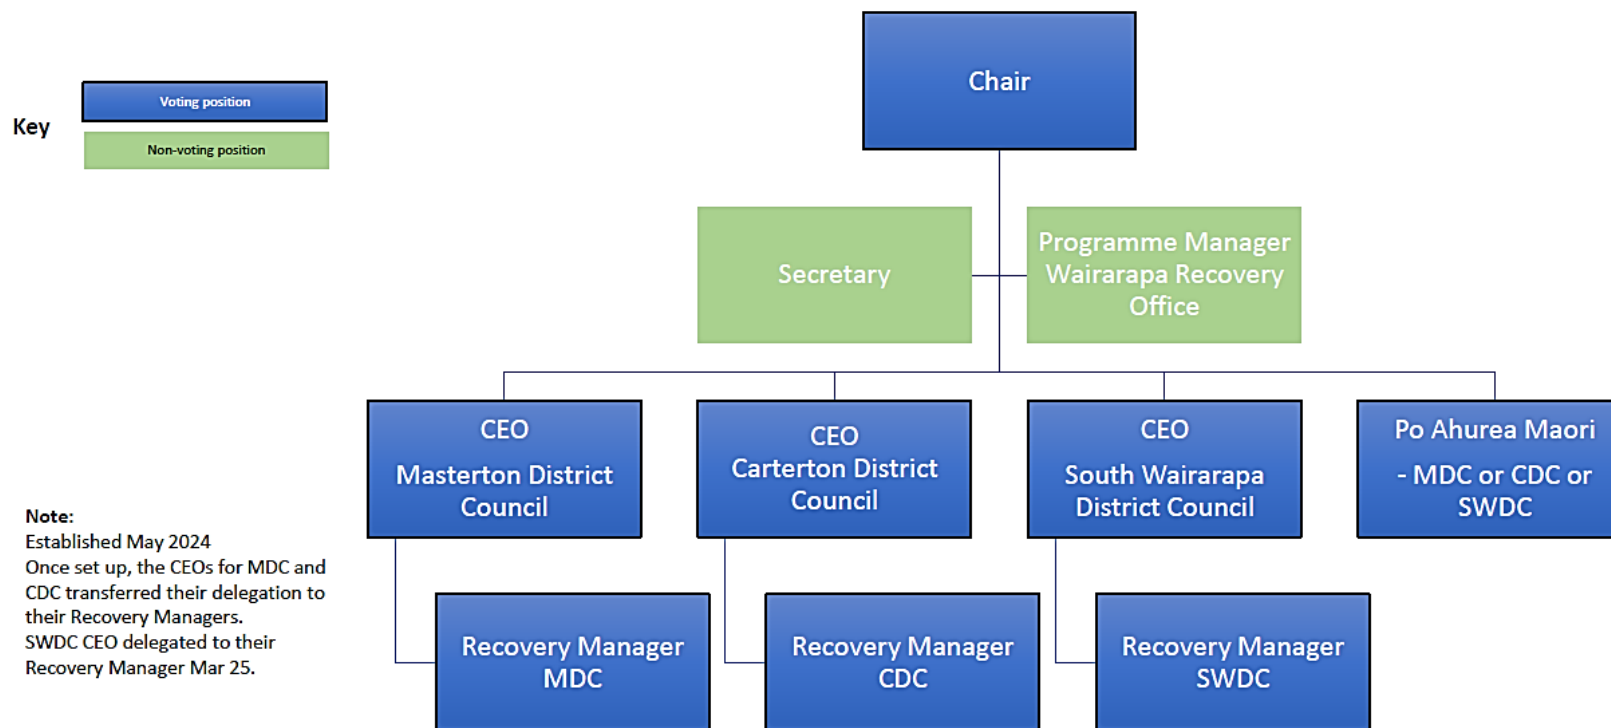 Chair
Key
Voting position
Non-voting position
Secretary
Programme Manager
Wairarapa Recovery
Office
CEO
Masterton District
Council
CEO
Carterton District
Council
CEO
South Wairarapa
District Council
Po Ahurea Maori
- MDC or CDC or
SWDC
Note:
Established May 2024
Once set up, the CEOs for MDC and
CDC transferred their delegation to
their Recovery Managers.
SWDC CEO delegated to their
Recovery Manager Mar 25.
Recovery Manager
MDC
Recovery Manager
CDC
Recovery Manager
SWDC